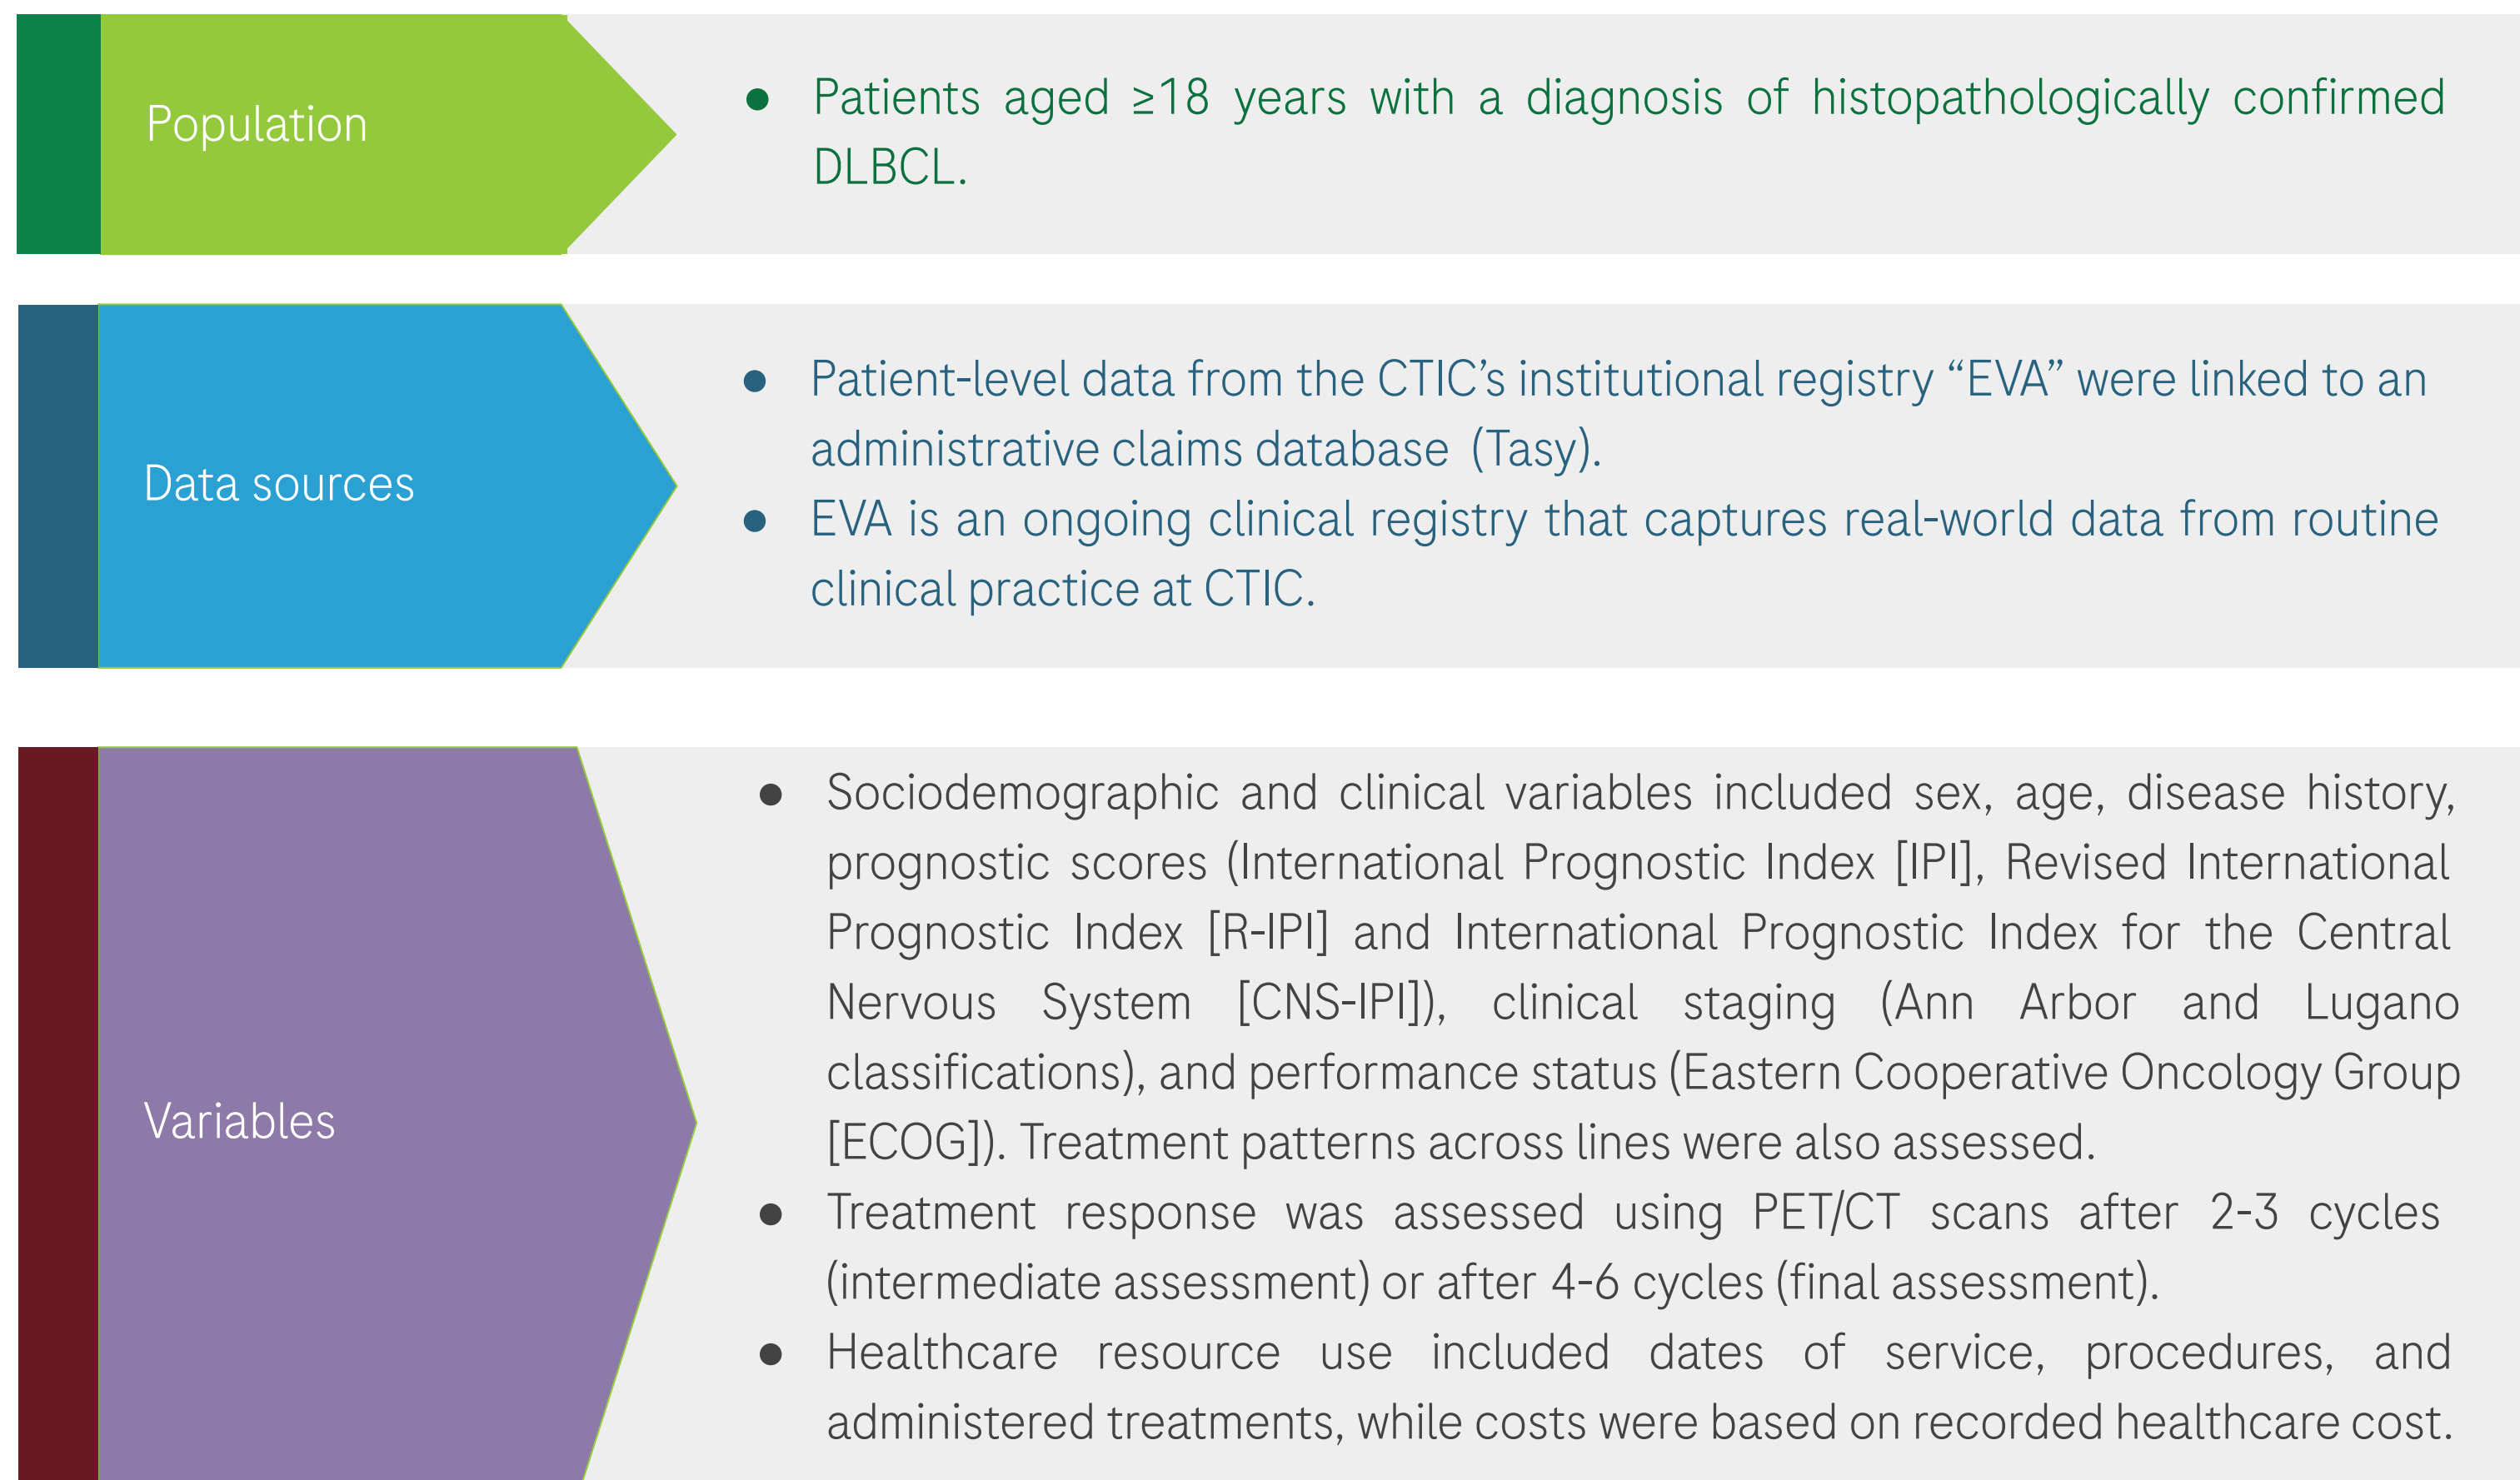 Population
● Patients aged ≥18 years with a diagnosis of histopathologically confirmed
DLBCL.
Data sources
● Patient-level data from the CTIC's institutional registry “EVA” were linked to an
administrative claims database (Tasy).
● EVA is an ongoing clinical registry that captures real-world data from routine
clinical practice at CTIC.
Variables
● Sociodemographic and clinical variables included sex, age, disease history,
prognostic scores (International Prognostic Index [IPI], Revised International
Prognostic Index [R-IPI] and International Prognostic Index for the Central
Nervous System [CNS-IPI]), clinical staging (Ann Arbor and Lugano
classifications), and performance status (Eastern Cooperative Oncology Group
[ECOG]). Treatment patterns across lines were also assessed.
● Treatment response was assessed using PET/CT scans after 2-3 cycles
(intermediate assessment) or after 4-6 cycles (final assessment).
● Healthcare resource use included dates of service, procedures, and
administered treatments, while costs were based on recorded healthcare cost.